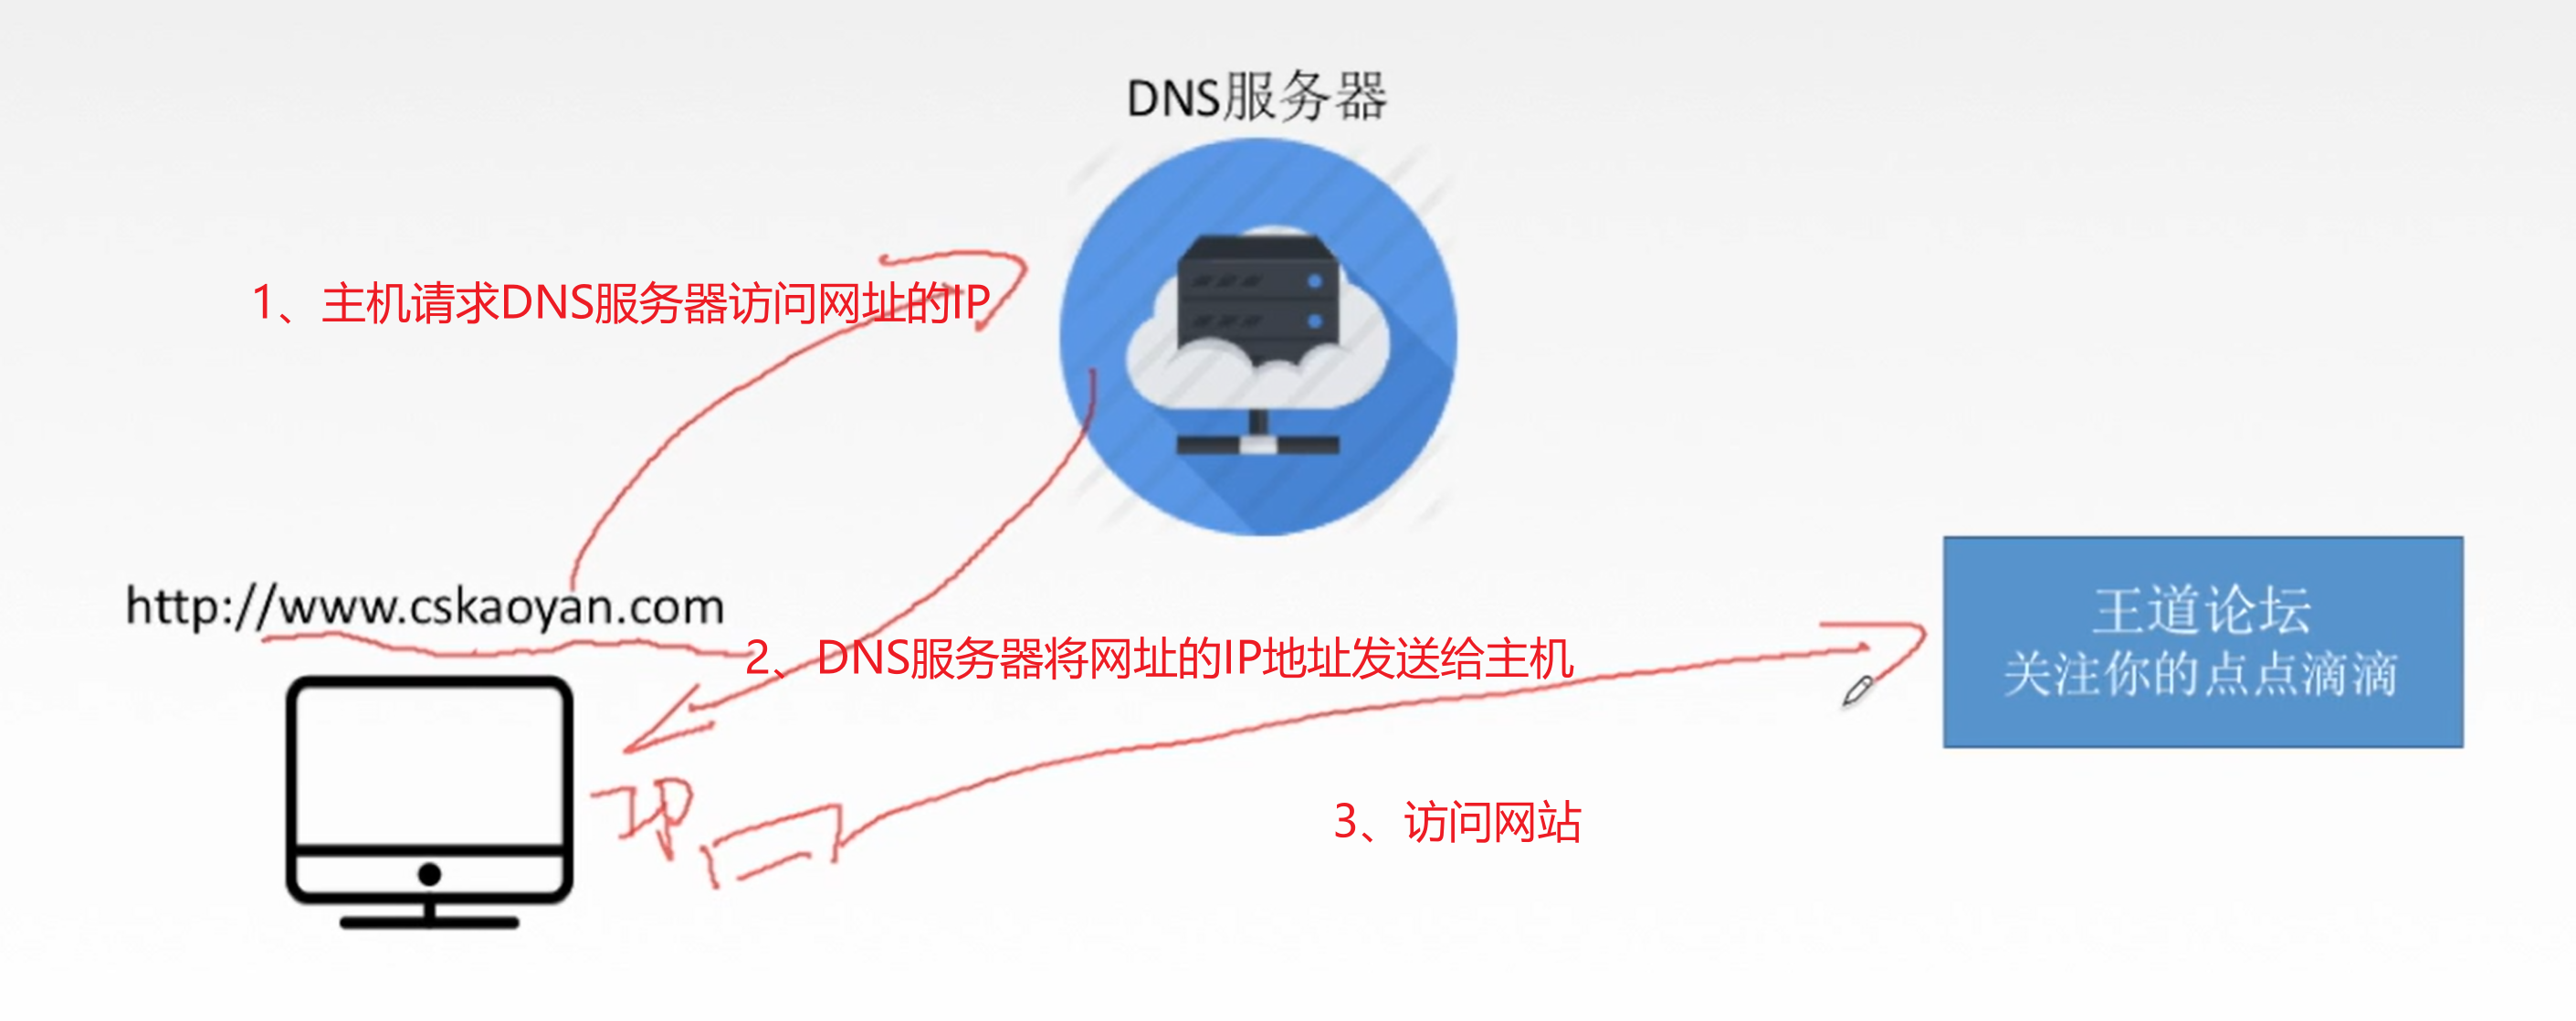 DNS服务器
1、主机请求DNS服务器访问网址的IP
http://www.cskaoyan.com
2、DNS服务器将网址的IP地址发送给主机
王道论坛
关注你的点点滴滴
IP
3、访问网站